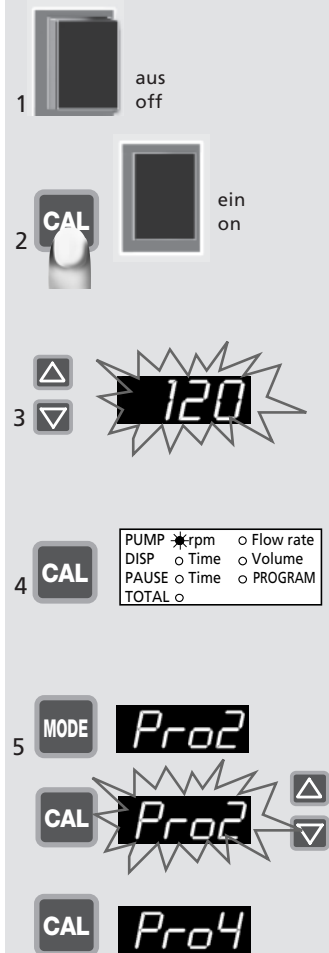 1 aus
off
2 CAL
ein
on
3 120
4 CAL
PUMP rpm Flow rate
DISP Time Volume
PAUSE Time PROGRAM
TOTAL
5 MODE Pro2
CAL Pro2
CAL Pro4